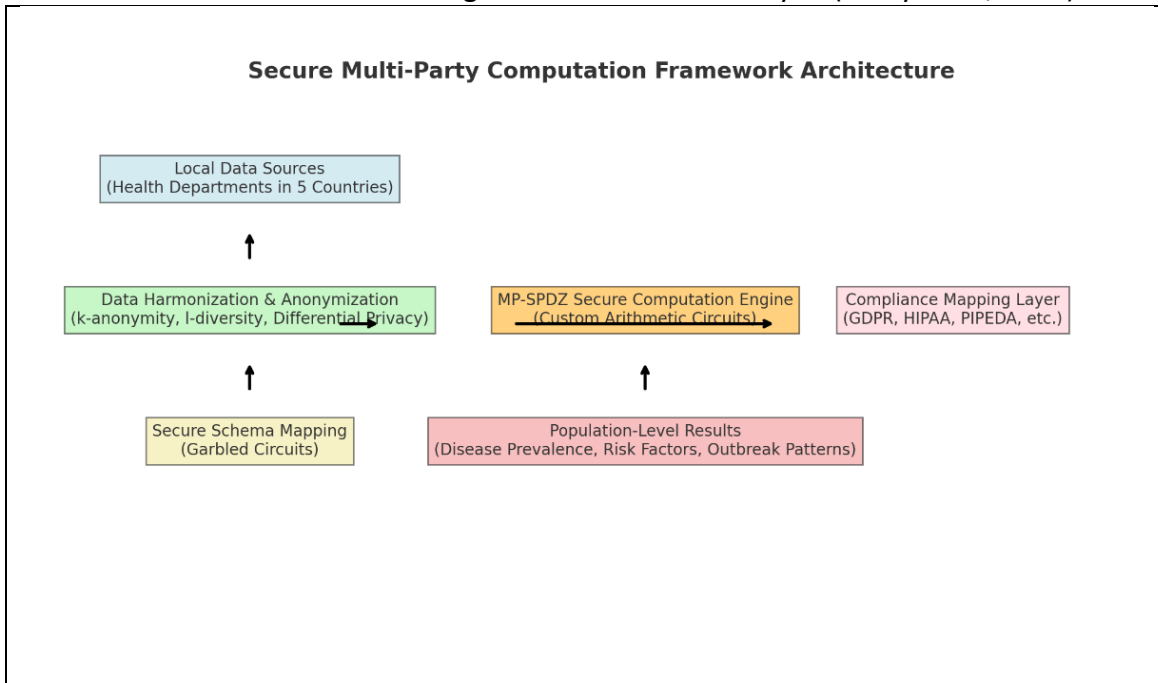 Secure Multi-Party Computation Framework Architecture
Local Data Sources
(Health Departments in 5 Countries)
Data Harmonization & Anonymization
(k-anonymity, l-diversity, Differential Privacy)
MP-SPDZ Secure Computation Engine
(Custom Arithmetic Circuits)
Compliance Mapping Layer
(GDPR, HIPAA, PIPEDA, etc.)
Secure Schema Mapping
(Garbled Circuits)
Population-Level Results
(Disease Prevalence, Risk Factors, Outbreak Patterns)